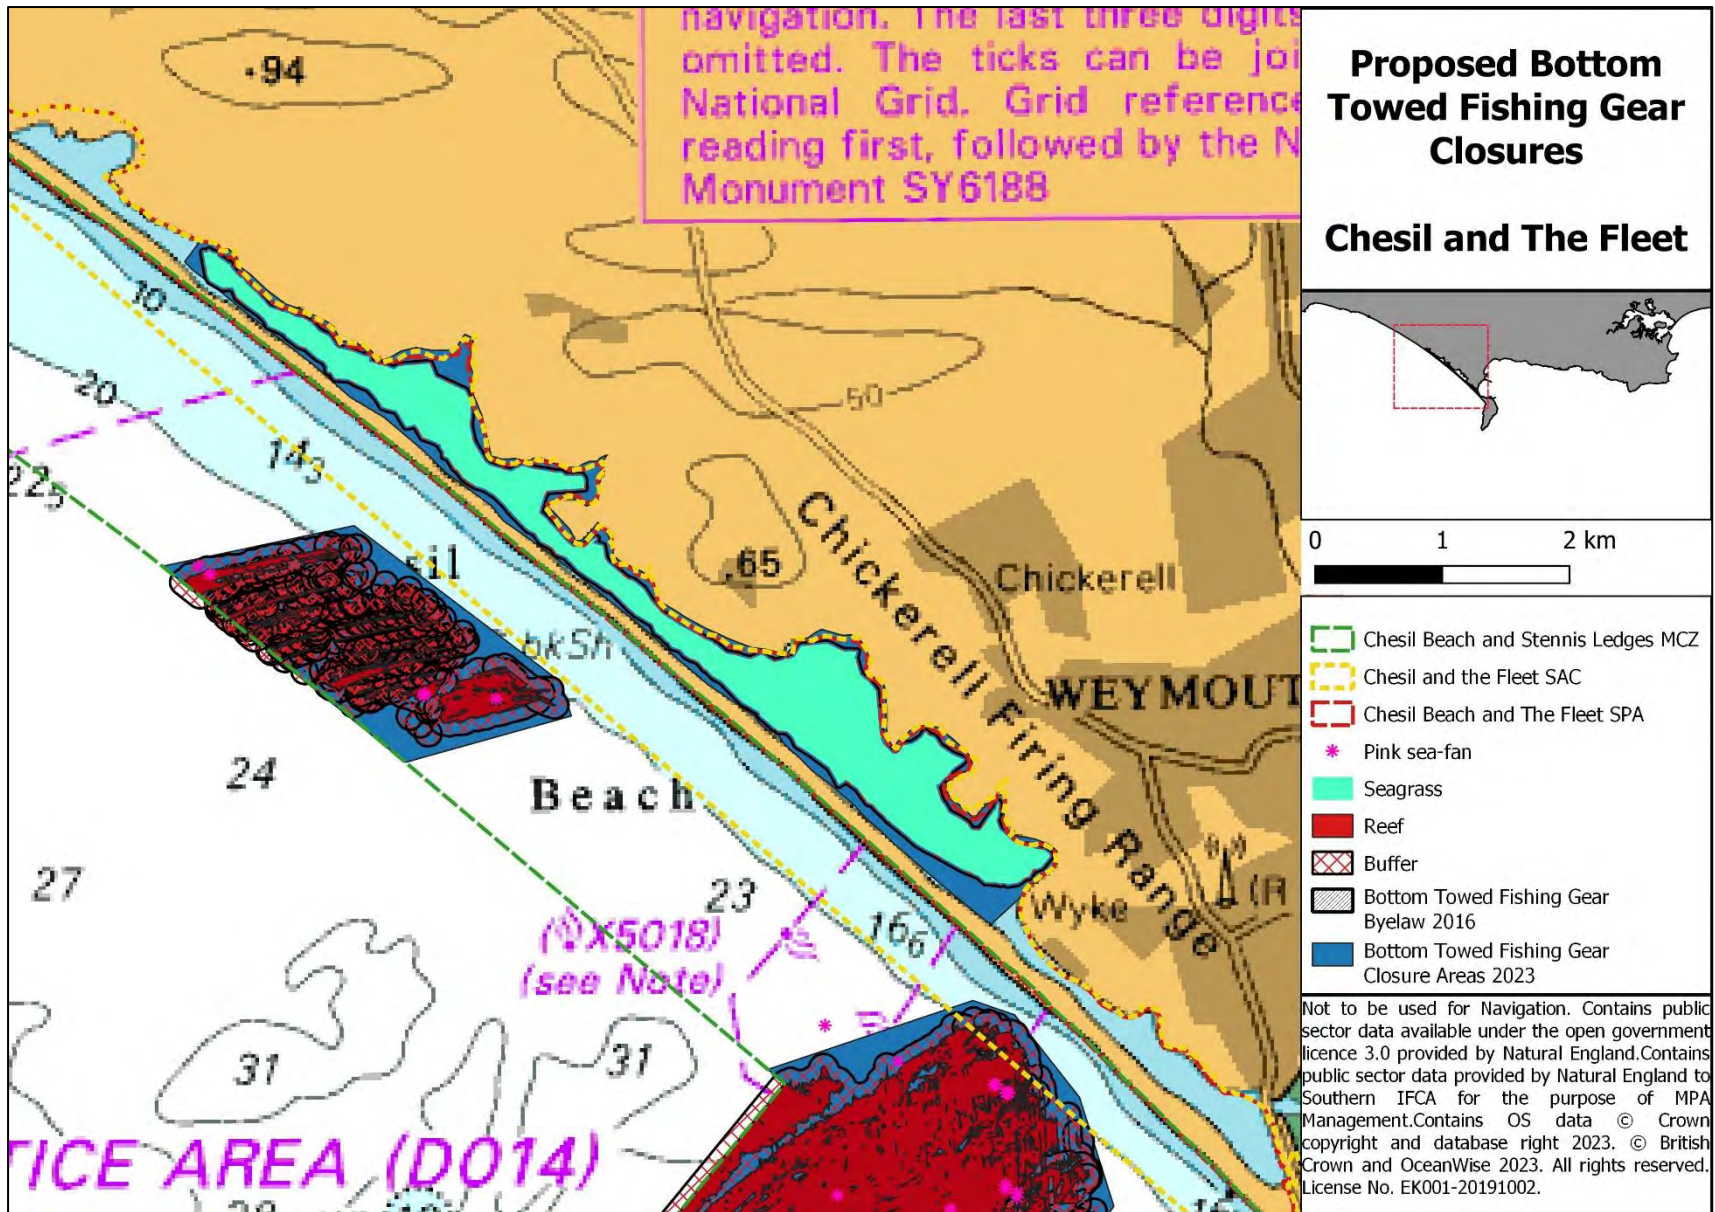 navigation. The last three digits
omitted. The ticks can be joi
National Grid. Grid reference
reading first, followed by the N
Monument SY6188
94
10
20
14₃
22₅
sil
bkSh
50
65
Chickerell Firing Range
Chickerell
WEYMOUT
Beach
24
27
23
16₆
Wyke
(R
X5018)
(see Note)
31
31
TICE AREA (D014)
Proposed Bottom
Towed Fishing Gear
Closures
Chesil and The Fleet
0 1 2 km
Chesil Beach and Stennis Ledges MCZ
Chesil and the Fleet SAC
Chesil Beach and The Fleet SPA
Pink sea-fan
Seagrass
Reef
Buffer
Bottom Towed Fishing Gear
Byelaw 2016
Bottom Towed Fishing Gear
Closure Areas 2023
Not to be used for Navigation. Contains public
sector data available under the open government
licence 3.0 provided by Natural England.Contains
public sector data provided by Natural England to
Southern IFCA for the purpose of MPA
Management.Contains OS data © Crown
copyright and database right 2023. © British
Crown and OceanWise 2023. All rights reserved.
License No. EK001-20191002.